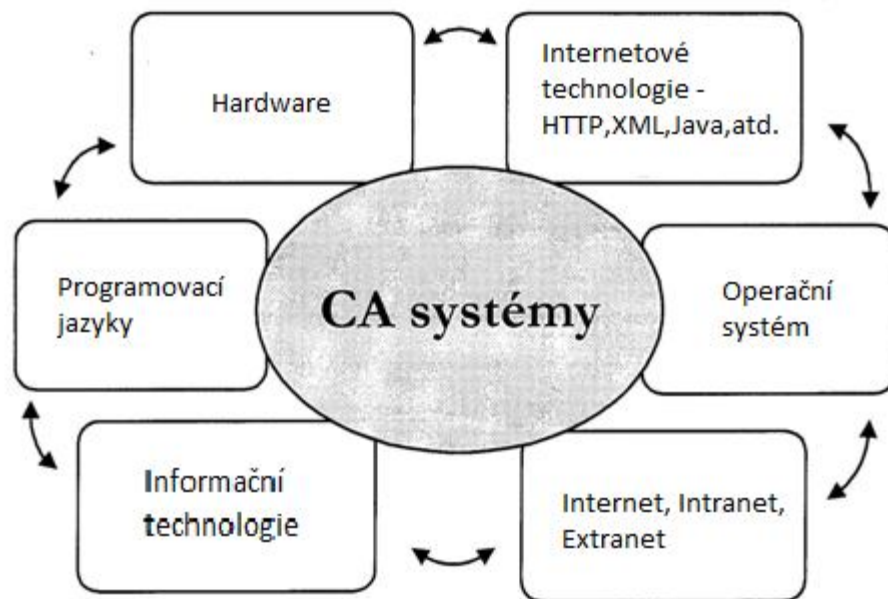 Hardware
Internetové
technologie -
HTTP,XML,Java,atd.
Programovací
jazyky
CA systémy
Operační
systém
Informační
technologie
Internet, Intranet,
Extranet